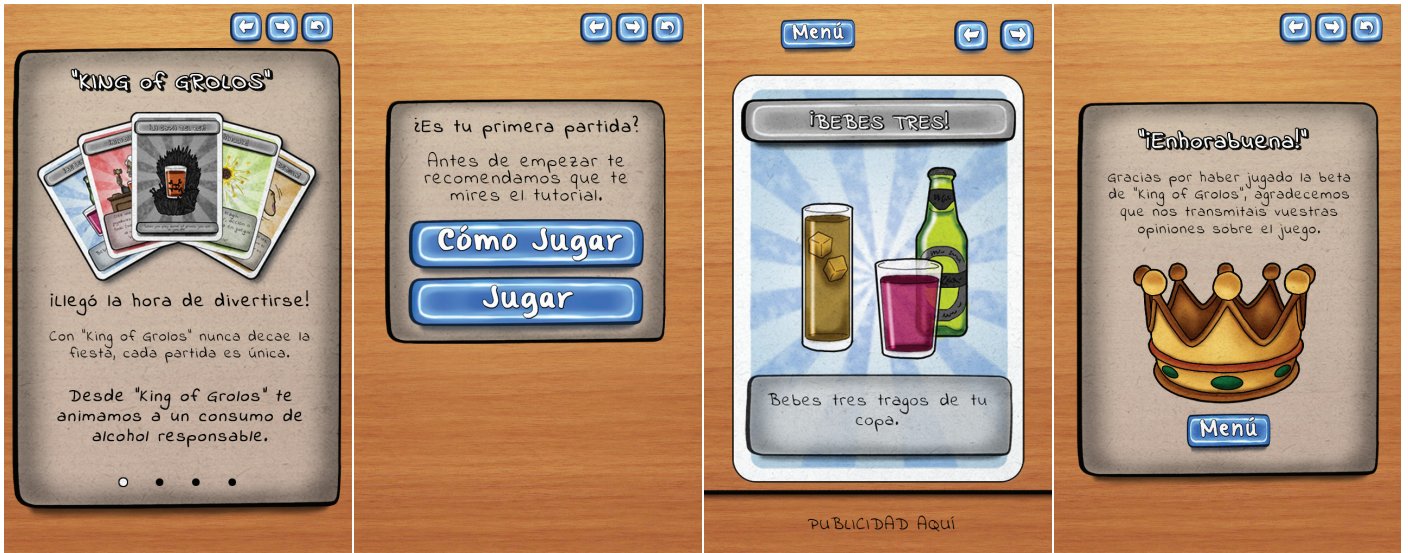 "KING of GROLOS"
¡Llegó la hora de divertirse!
Con "King of Grolos" nunca decae la
fiesta, cada partida es única.
Desde "King of Grolos" te
animamos a un consumo de
alcohol responsable.
¿Es tu primera partida?
Antes de empezar te
recomendamos que te
mires el tutorial.
Cómo Jugar
Jugar
Menú
¡BEBES TRES!
Bebes tres tragos de tu
copa.
PUBLICIDAD AQUÍ
"¡Enhorabuena!"
Gracias por haber jugado la beta
de "King of Grolos", agradecemos
que nos transmitais vuestras
opiniones sobre el juego.
Menú